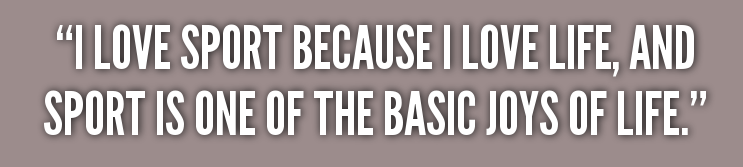 “I LOVE SPORT BECAUSE I LOVE LIFE, AND
SPORT IS ONE OF THE BASIC JOYS OF LIFE.”